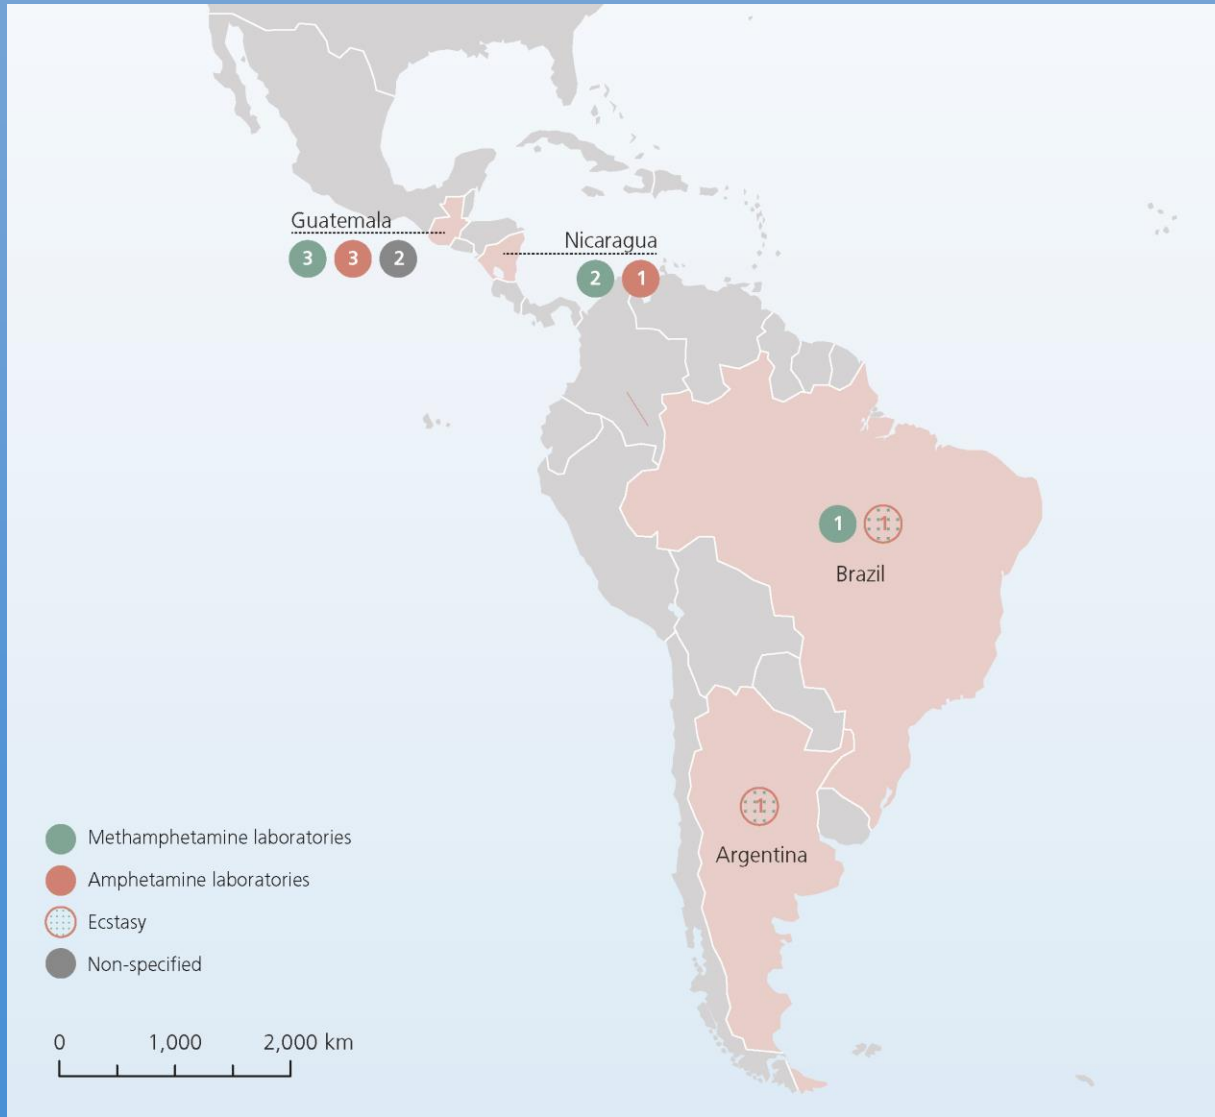 Guatemala
3 3 2
Nicaragua
2 1
1 1
Brazil
1
Argentina
Methamphetamine laboratories
Amphetamine laboratories
Ecstasy
Non-specified
0 1,000 2,000 km